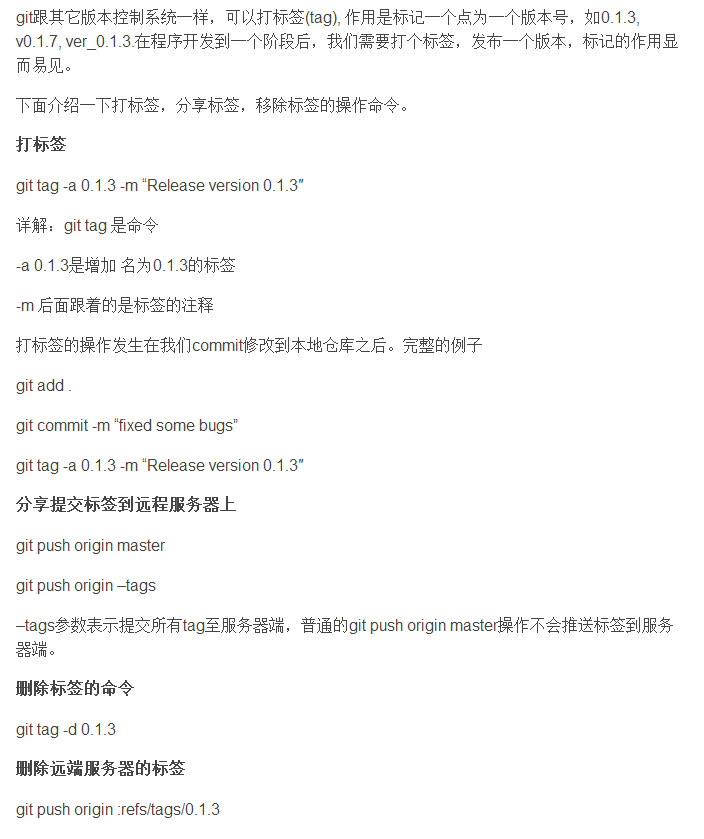 git跟其它版本控制系统一样，可以打标签(tag), 作用是标记一个点为一个版本号，如0.1.3,
v0.1.7, ver_0.1.3.在程序开发到一个阶段后，我们需要打个标签，发布一个版本，标记的作用显
而易见。
下面介绍一下打标签，分享标签，移除标签的操作命令。
打标签
git tag -a 0.1.3 -m “Release version 0.1.3″
详解：git tag 是命令
-a 0.1.3是增加 名为0.1.3的标签
-m 后面跟着的是标签的注释
打标签的操作发生在我们commit修改到本地仓库之后。完整的例子
git add .
git commit -m “fixed some bugs”
git tag -a 0.1.3 -m “Release version 0.1.3″
分享提交标签到远程服务器上
git push origin master
git push origin –tags
–tags参数表示提交所有tag至服务器端，普通的git push origin master操作不会推送标签到服务
器端。
删除标签的命令
git tag -d 0.1.3
删除远端服务器的标签
git push origin :refs/tags/0.1.3